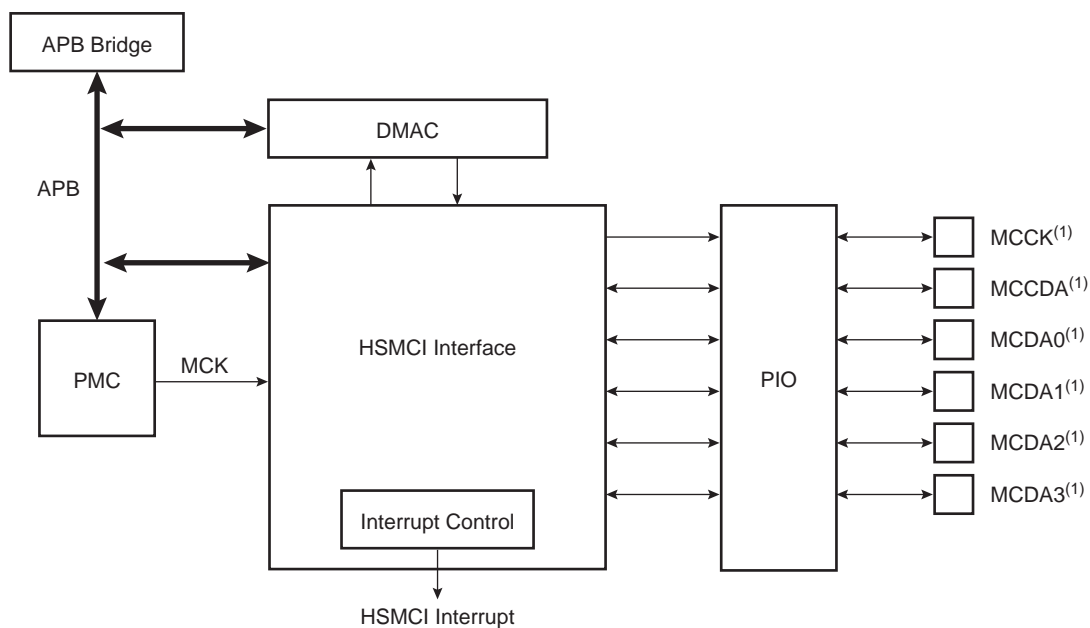 APB Bridge
DMAC
APB
MCCK(1)
MCCDA(1)
HSMCI Interface
MCDA0(1)
MCK
PMC
PIO
MCDA1(1)
MCDA2(1)
MCDA3(1)
Interrupt Control
HSMCI Interrupt